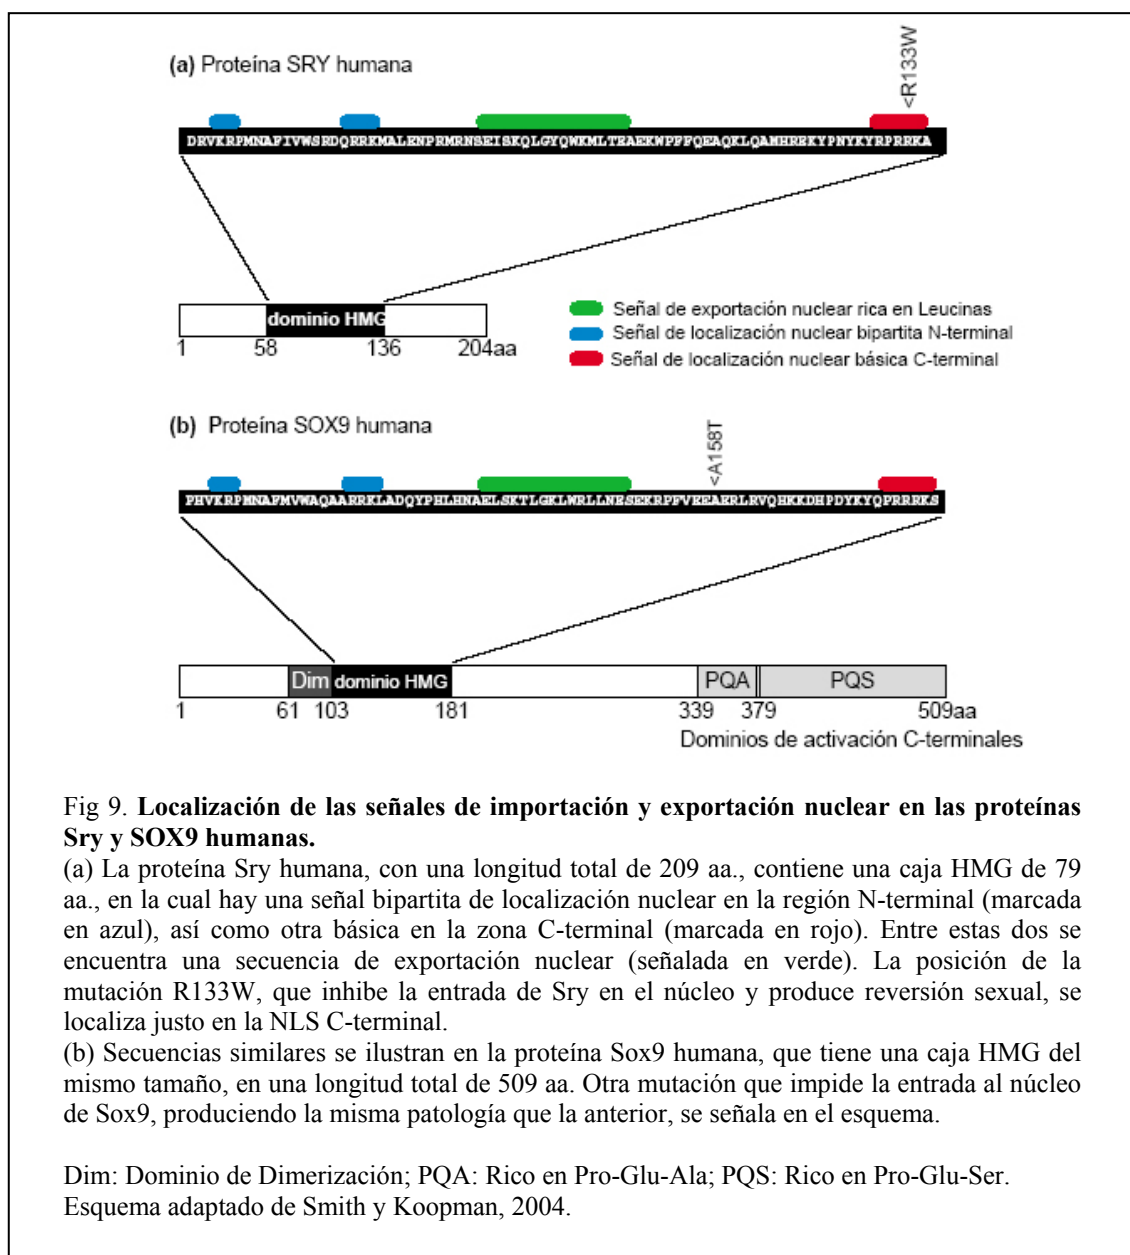 (a) Proteína SRY humana
<R133W
DRVKRPMNAFIVWSRDQRRKMALENPRMRNSEISKQLGYQWKMLTEAEKWPFFQEAQKLQAMHREKYPNYKYRPRRKA
dominio HMG
1 58 136 204aa
Señal de exportación nuclear rica en Leucinas
Señal de localización nuclear bipartita N-terminal
Señal de localización nuclear básica C-terminal
(b) Proteína SOX9 humana
<A158T
PHVKRPMNAFMVWAQAARRKLADQYPHLHNAELSKTLGKLWRLLNESEKRPFVEEAERLRVQHKKDHPDYKYQPRRRKS
Dim dominio HMG PQA PQS
1 61 103 181 339 379 509aa
Dominios de activación C-terminales
Fig 9. Localización de las señales de importación y exportación nuclear en las proteínas
Sry y SOX9 humanas.
(a) La proteína Sry humana, con una longitud total de 209 aa., contiene una caja HMG de 79
aa., en la cual hay una señal bipartita de localización nuclear en la región N-terminal (marcada
en azul), así como otra básica en la zona C-terminal (marcada en rojo). Entre estas dos se
encuentra una secuencia de exportación nuclear (señalada en verde). La posición de la
mutación R133W, que inhibe la entrada de Sry en el núcleo y produce reversión sexual, se
localiza justo en la NLS C-terminal.
(b) Secuencias similares se ilustran en la proteína Sox9 humana, que tiene una caja HMG del
mismo tamaño, en una longitud total de 509 aa. Otra mutación que impide la entrada al núcleo
de Sox9, produciendo la misma patología que la anterior, se señala en el esquema.
Dim: Dominio de Dimerización; PQA: Rico en Pro-Glu-Ala; PQS: Rico en Pro-Glu-Ser.
Esquema adaptado de Smith y Koopman, 2004.